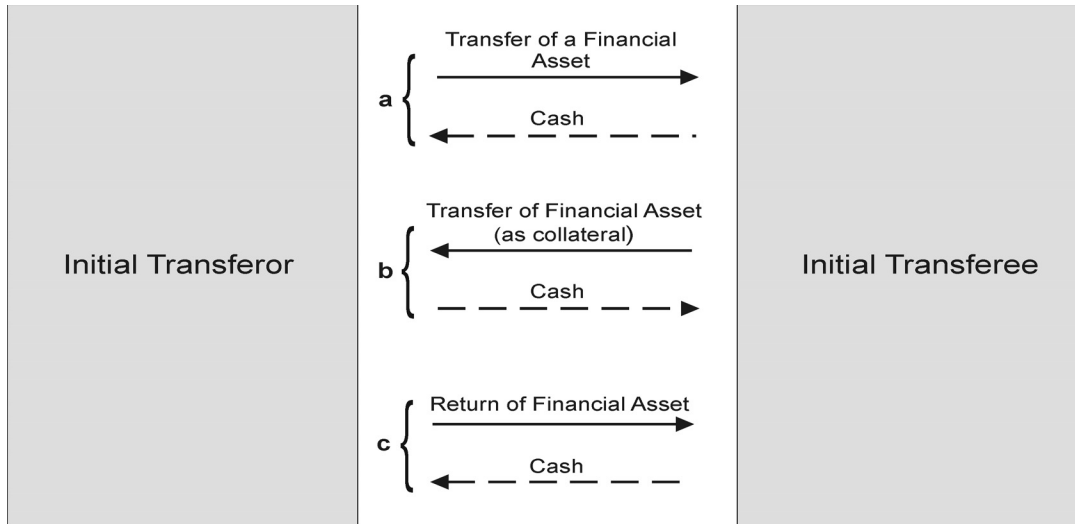 Transfer of a Financial
Asset
a
Cash
Transfer of Financial Asset
(as collateral)
Initial Transferor
Initial Transferee
b
Cash
Return of Financial Asset
c
Cash